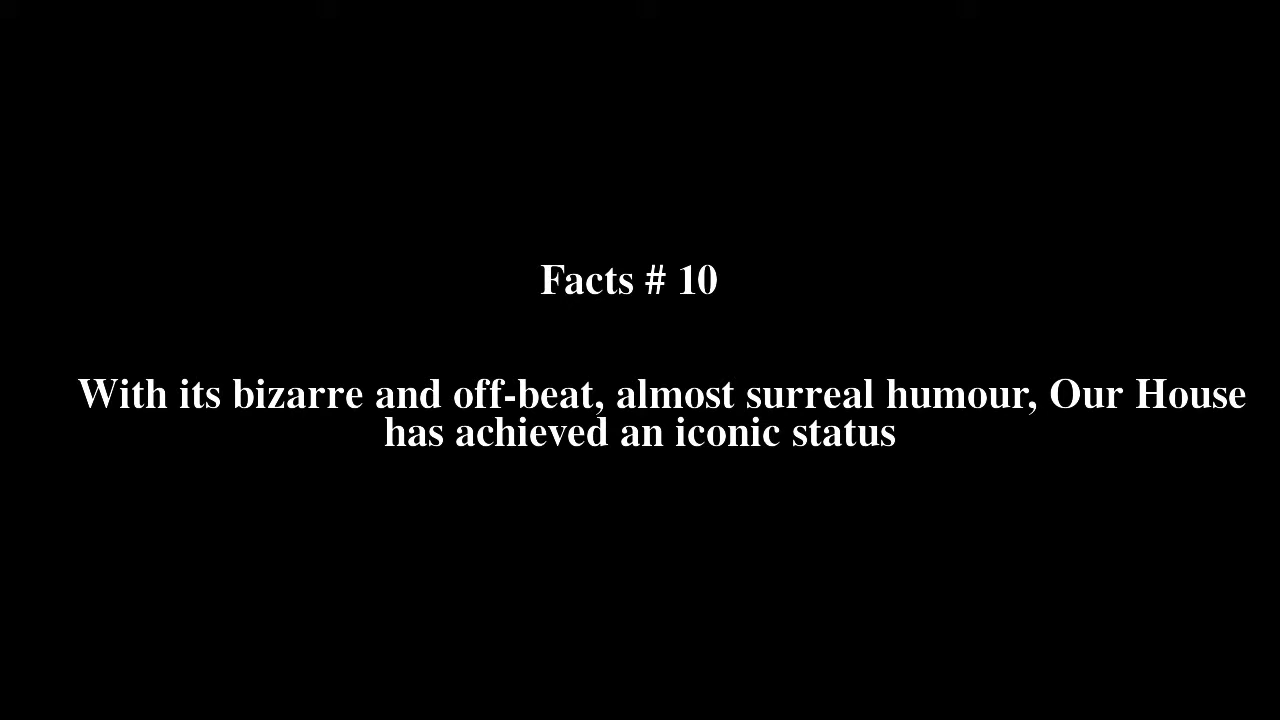 Facts # 10
With its bizarre and off-beat, almost surreal humour, Our House
has achieved an iconic status